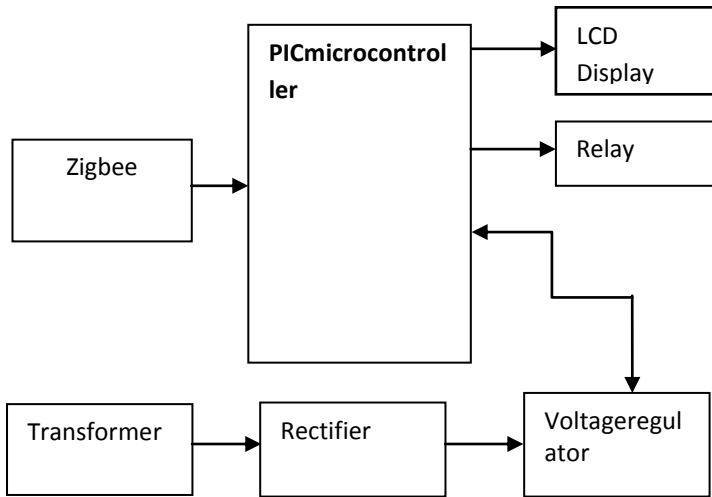 PICmicrocontrol
ler
LCD
Display
Relay
Zigbee
Transformer
Rectifier
Voltageregul
ator